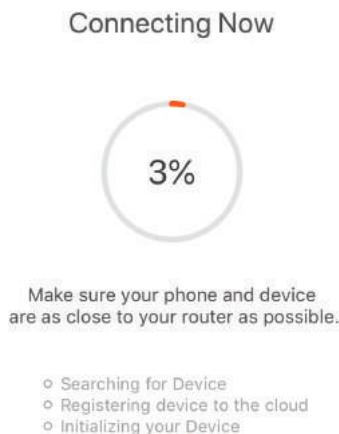 Connecting Now
3%
Make sure your phone and device
are as close to your router as possible.
Searching for Device
Registering device to the cloud
Initializing your Device